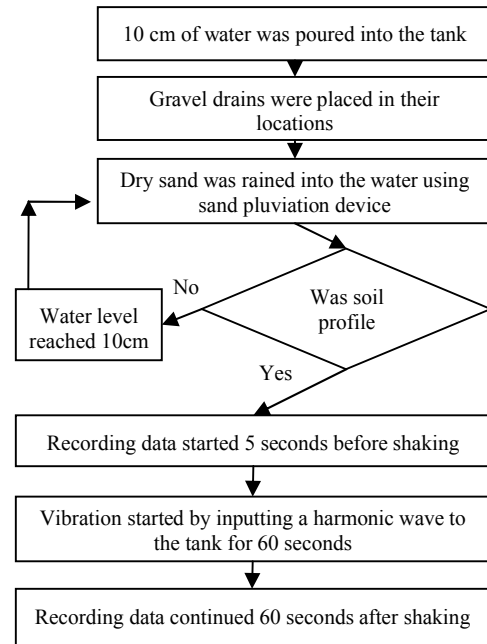 10 cm of water was poured into the tank
Gravel drains were placed in their
locations
Dry sand was rained into the water using
sand pluviation device
No
Was soil
profile
Water level
reached 10cm
Yes
Recording data started 5 seconds before shaking
Vibration started by inputting a harmonic wave to
the tank for 60 seconds
Recording data continued 60 seconds after shaking